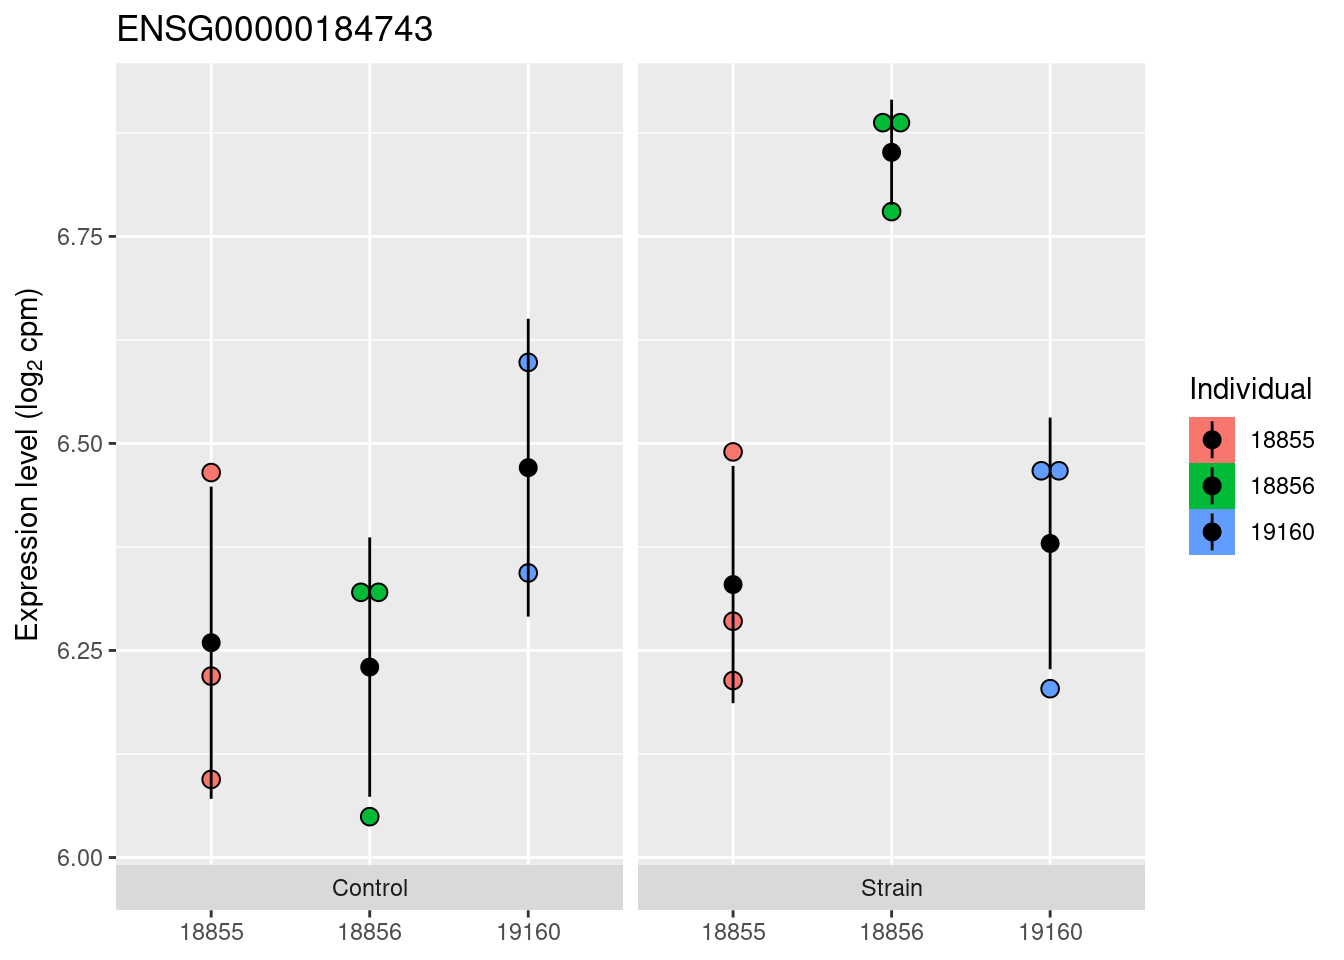 ENSG00000184743
Expression level (log₂ cpm)
6.75
6.50
6.25
6.00
Control
Strain
18855
18856
19160
18855
18856
19160
Individual
18855
18856
19160